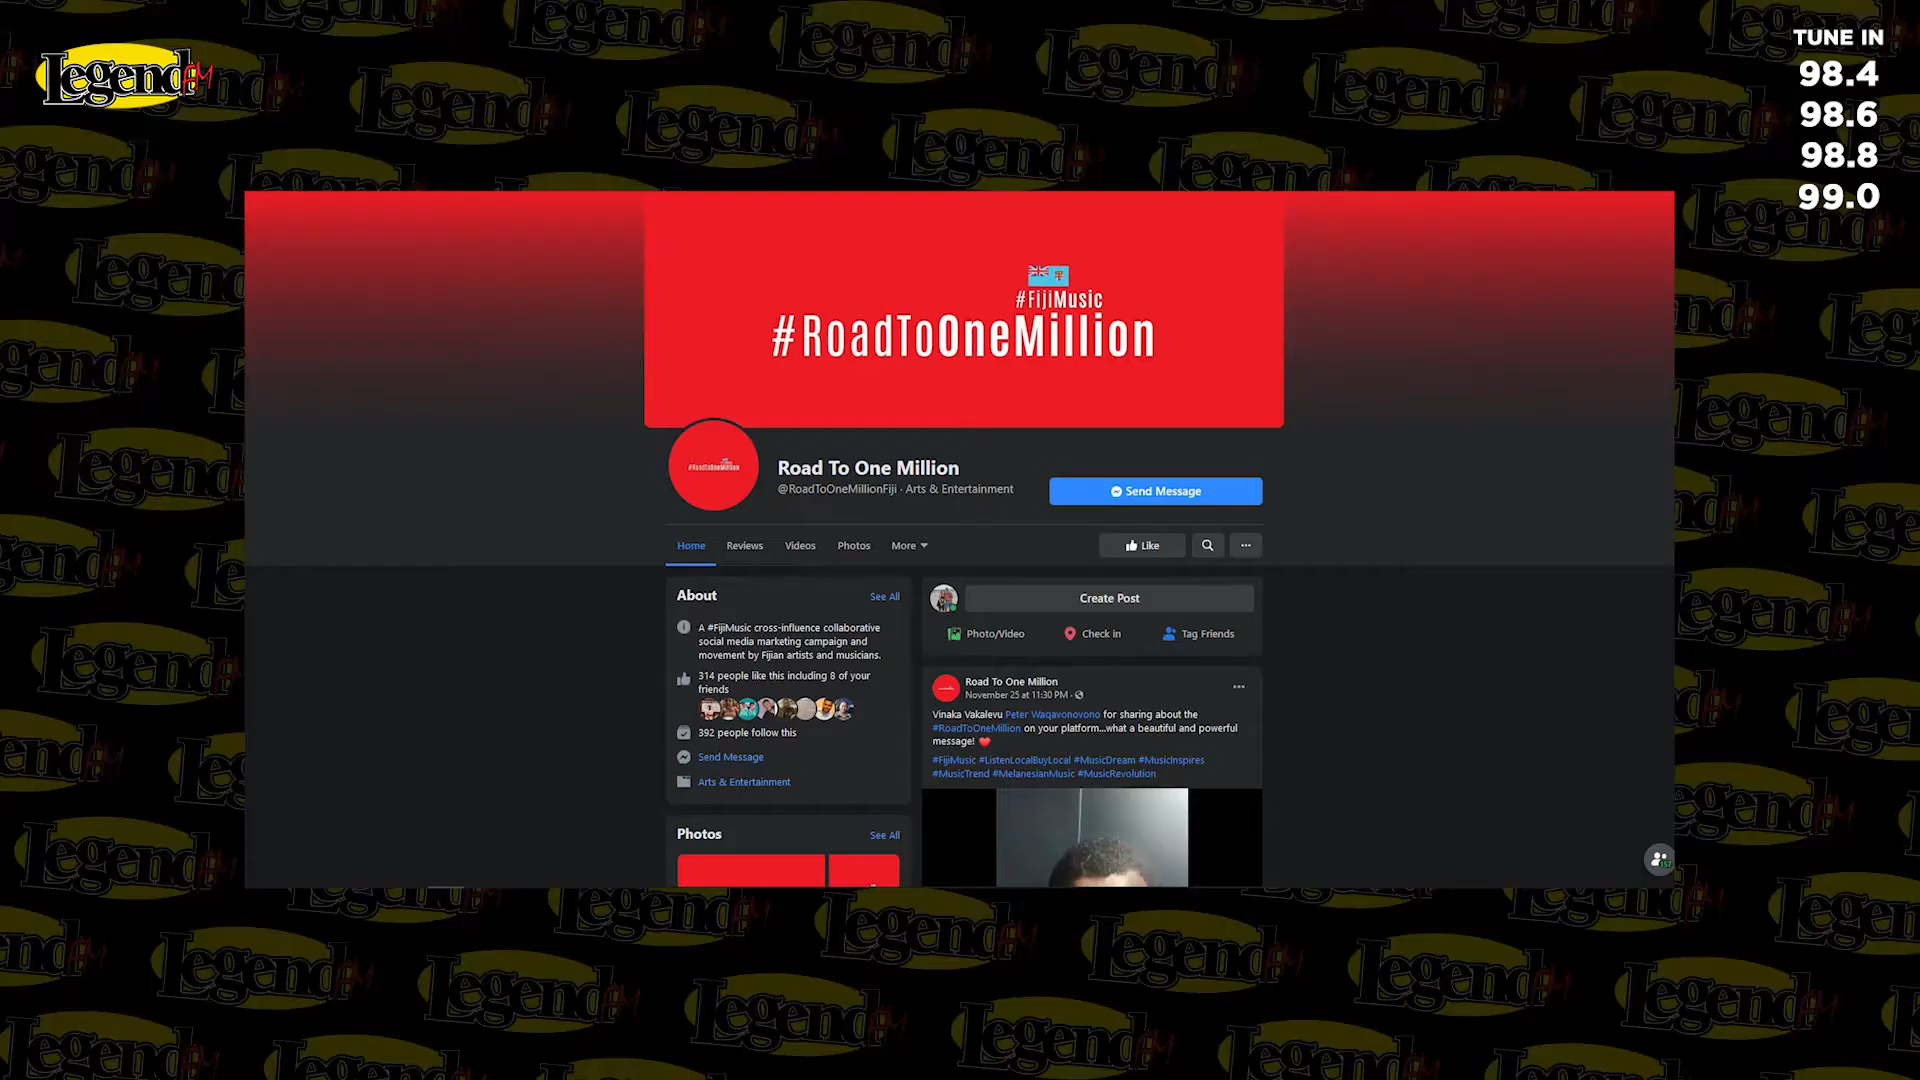 Legend FM
TUNE IN
98.4
98.6
98.8
99.0
#FijiMusic
#RoadToOneMillion
#RoadToOneMillion
Road To One Million
@RoadToOneMillionFiji · Arts & Entertainment
Send Message
Home
Reviews
Videos
Photos
More
Like
About
See All
A #FijiMusic cross-influence collaborative
social media marketing campaign and
movement by Fijian artists and musicians.
314 people like this including 8 of your
friends
392 people follow this
Send Message
Arts & Entertainment
Photos
See All
Create Post
Photo/Video
Check in
Tag Friends
Road To One Million
November 25 at 11:30 PM ·
Vinaka Vakalevu Peter Waqavonovono for sharing about the
#RoadToOneMillion on your platform...what a beautiful and powerful
message! ❤️
#FijiMusic #ListenLocalBuyLocal #MusicDream #MusicInspires
#MusicTrend #MelanesianMusic #MusicRevolution